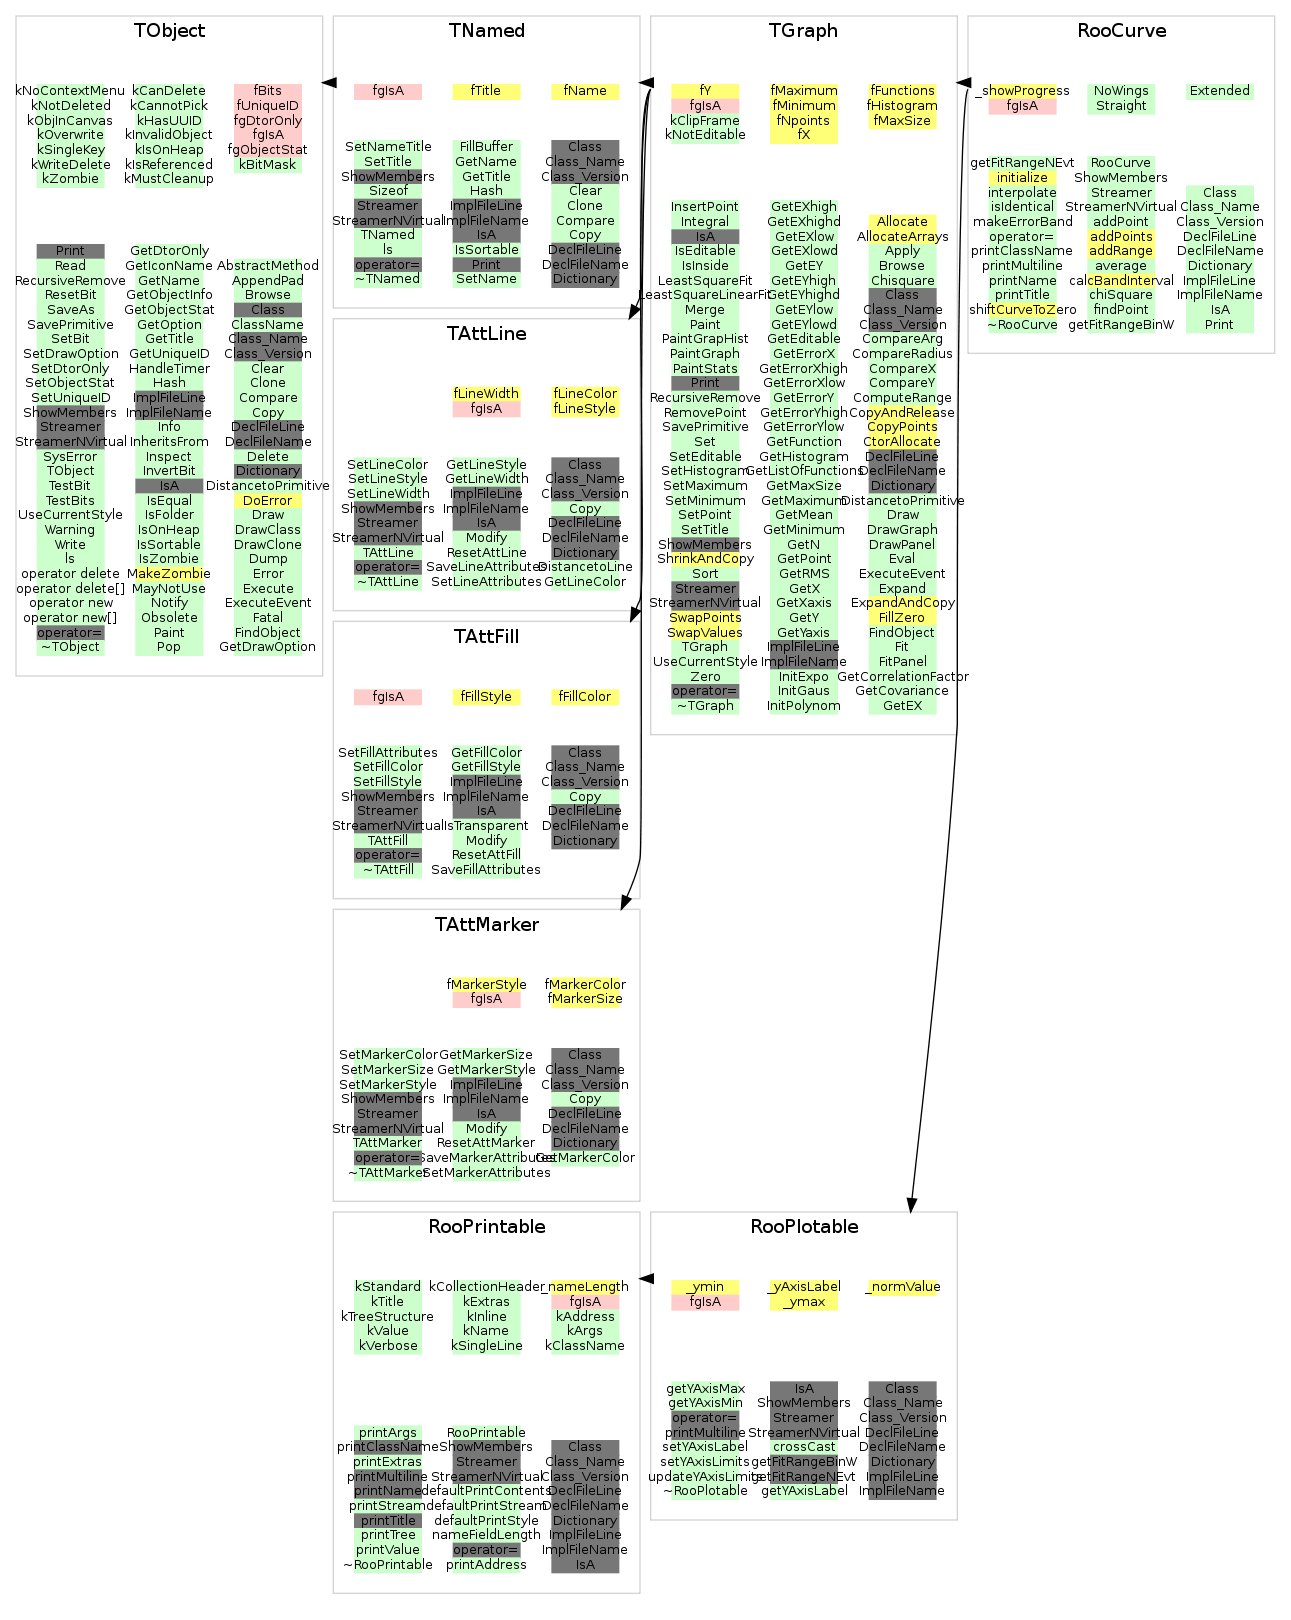 TObject
kNoContextMenu kCanDelete fBits
kNotDeleted kCannotPick fUniqueID
kObjInCanvas kHasUUID fgDtorOnly
kOverwrite kInvalidObject fgIsA
kSingleKey kIsOnHeap fgObjectStat
kWriteDelete kIsReferenced kBitMask
kZombie kMustCleanup
Print GetDtorOnly
Read GetIconName AbstractMethod
RecursiveRemove GetName AppendPad
ResetBit GetObjectInfo Browse
SaveAs GetObjectStat Class
SavePrimitive GetOption ClassName
SetBit GetTitle Class_Name
SetDrawOption GetUniqueID Class_Version
SetDtorOnly HandleTimer Clear
SetObjectStat Hash Clone
SetUniqueID ImplFileLine Compare
ShowMembers ImplFileName Copy
Streamer Info DeclFileLine
StreamerNVirtual InheritsFrom DeclFileName
SysError Inspect Delete
TObject InvertBit Dictionary
TestBit IsA DistancetoPrimitive
TestBits IsEqual DoError
UseCurrentStyle IsFolder Draw
Warning IsOnHeap DrawClass
Write IsSortable DrawClone
ls IsZombie Dump
operator delete MakeZombie Error
operator delete[] MayNotUse Execute
operator new Notify ExecuteEvent
operator new[] Obsolete Fatal
operator= Paint FindObject
~TObject Pop GetDrawOption
TNamed
fgIsA fTitle fName
SetNameTitle FillBuffer Class
SetTitle GetName Class_Name
ShowMembers GetTitle Class_Version
Sizeof Hash Clear
Streamer ImplFileLine Clone
StreamerNVirtual ImplFileName Compare
TNamed IsA Copy
ls IsSortable DeclFileLine
operator= Print DeclFileName
~TNamed SetName Dictionary
TAttLine
fLineWidth fLineColor
fgIsA fLineStyle
SetLineColor GetLineStyle Class
SetLineStyle GetLineWidth Class_Name
SetLineWidth ImplFileLine Class_Version
ShowMembers ImplFileName Copy
Streamer IsA DeclFileLine
StreamerNVirtual Modify DeclFileName
TAttLine ResetAttLine Dictionary
operator= SaveLineAttributes DistancetoLine
~TAttLine SetLineAttributes GetLineColor
TAttFill
fgIsA fFillStyle fFillColor
SetFillAttributes GetFillColor Class
SetFillColor GetFillStyle Class_Name
SetFillStyle ImplFileLine Class_Version
ShowMembers ImplFileName Copy
Streamer IsA DeclFileLine
StreamerNVirtual IsTransparent DeclFileName
TAttFill Modify Dictionary
operator= ResetAttFill
~TAttFill SaveFillAttributes
TAttMarker
fMarkerStyle fMarkerColor
fgIsA fMarkerSize
SetMarkerColor GetMarkerSize Class
SetMarkerSize GetMarkerStyle Class_Name
SetMarkerStyle ImplFileLine Class_Version
ShowMembers ImplFileName Copy
Streamer IsA DeclFileLine
StreamerNVirtual Modify DeclFileName
TAttMarker ResetAttMarker Dictionary
operator= SaveMarkerAttributes GetMarkerColor
~TAttMarker SetMarkerAttributes
RooPrintable
kStandard kCollectionHeader _nameLength
kTitle kExtras fgIsA
kTreeStructure kInline kAddress
kValue kName kArgs
kVerbose kSingleLine kClassName
printArgs RooPrintable
printClassName ShowMembers Class
printExtras Streamer Class_Name
printMultiline StreamerNVirtual Class_Version
printName defaultPrintContents DeclFileLine
printStream defaultPrintStream DeclFileName
printTitle defaultPrintStyle Dictionary
printTree nameFieldLength ImplFileLine
printValue operator= ImplFileName
~RooPrintable printAddress IsA
TGraph
fY fMaximum fFunctions
fgIsA fMinimum fHistogram
kClipFrame fNpoints fMaxSize
kNotEditable fX
InsertPoint GetEXhigh
Integral GetEXhighd Allocate
IsA GetEXlow AllocateArrays
IsEditable GetEXlowd Apply
IsInside GetEY Browse
LeastSquareFit GetEYhigh Chisquare
LeastSquareLinearFit GetEYhighd Class
Merge GetEYlow Class_Name
Paint GetEYlowd Class_Version
PaintGrapHist GetEditable CompareArg
PaintGraph GetErrorX CompareRadius
PaintStats GetErrorXhigh CompareX
Print GetErrorXlow CompareY
RecursiveRemove GetErrorY ComputeRange
RemovePoint GetErrorYhigh CopyAndRelease
SavePrimitive GetErrorYlow CopyPoints
Set GetFunction CtorAllocate
SetEditable GetHistogram DeclFileLine
SetHistogram GetListOfFunctions DeclFileName
SetMaximum GetMaxSize Dictionary
SetMinimum GetMaximum DistancetoPrimitive
SetPoint GetMean Draw
SetTitle GetMinimum DrawGraph
ShowMembers GetN DrawPanel
ShrinkAndCopy GetPoint Eval
Sort GetRMS ExecuteEvent
Streamer GetX Expand
StreamerNVirtual GetXaxis ExpandAndCopy
SwapPoints GetY FillZero
SwapValues GetYaxis FindObject
TGraph ImplFileLine Fit
UseCurrentStyle ImplFileName FitPanel
Zero InitExpo GetCorrelationFactor
operator= InitGaus GetCovariance
~TGraph InitPolynom GetEX
RooPlotable
_ymin _yAxisLabel _normValue
fgIsA _ymax
getYAxisMax IsA Class
getYAxisMin ShowMembers Class_Name
operator= Streamer Class_Version
printMultiline StreamerNVirtual DeclFileLine
setYAxisLabel crossCast DeclFileName
setYAxisLimits getFitRangeBinW Dictionary
updateYAxisLimits getFitRangeNEvt ImplFileLine
~RooPlotable getYAxisLabel ImplFileName
RooCurve
_showProgress NoWings Extended
fgIsA Straight
getFitRangeNEvt RooCurve
initialize ShowMembers
interpolate Streamer Class
isIdentical StreamerNVirtual Class_Name
makeErrorBand addPoint Class_Version
operator= addPoints DeclFileLine
printClassName addRange DeclFileName
printMultiline average Dictionary
printName calcBandInterval ImplFileLine
printTitle chiSquare ImplFileName
shiftCurveToZero findPoint IsA
~RooCurve getFitRangeBinW Print